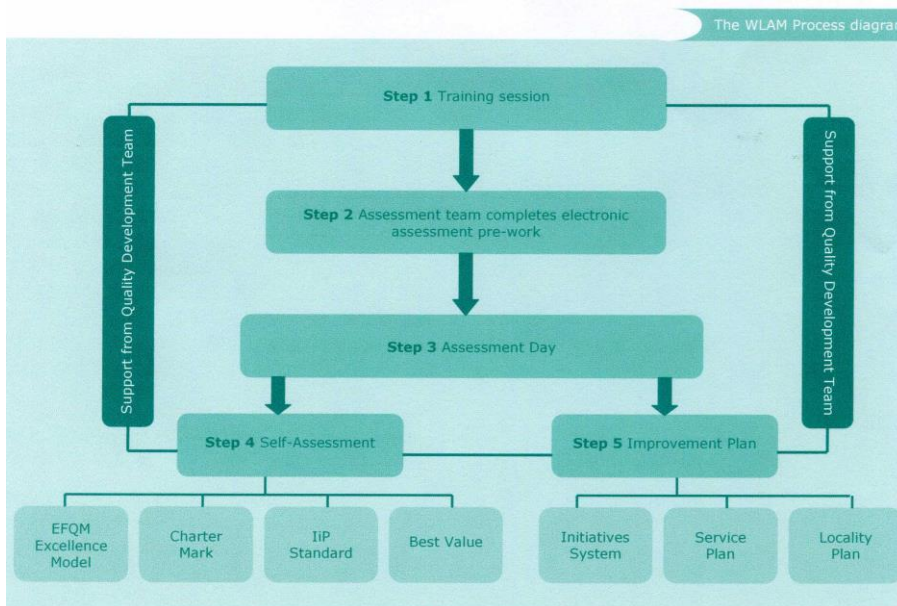 The WLAM Process diagram
Step 1 Training session
Support from Quality Development Team
Support from Quality Development Team
Step 2 Assessment team completes electronic
assessment pre-work
Step 3 Assessment Day
Step 4 Self-Assessment
Step 5 Improvement Plan
EFQM
Excellence
Model
Charter
Mark
IiP
Standard
Best Value
Initiatives
System
Service
Plan
Locality
Plan